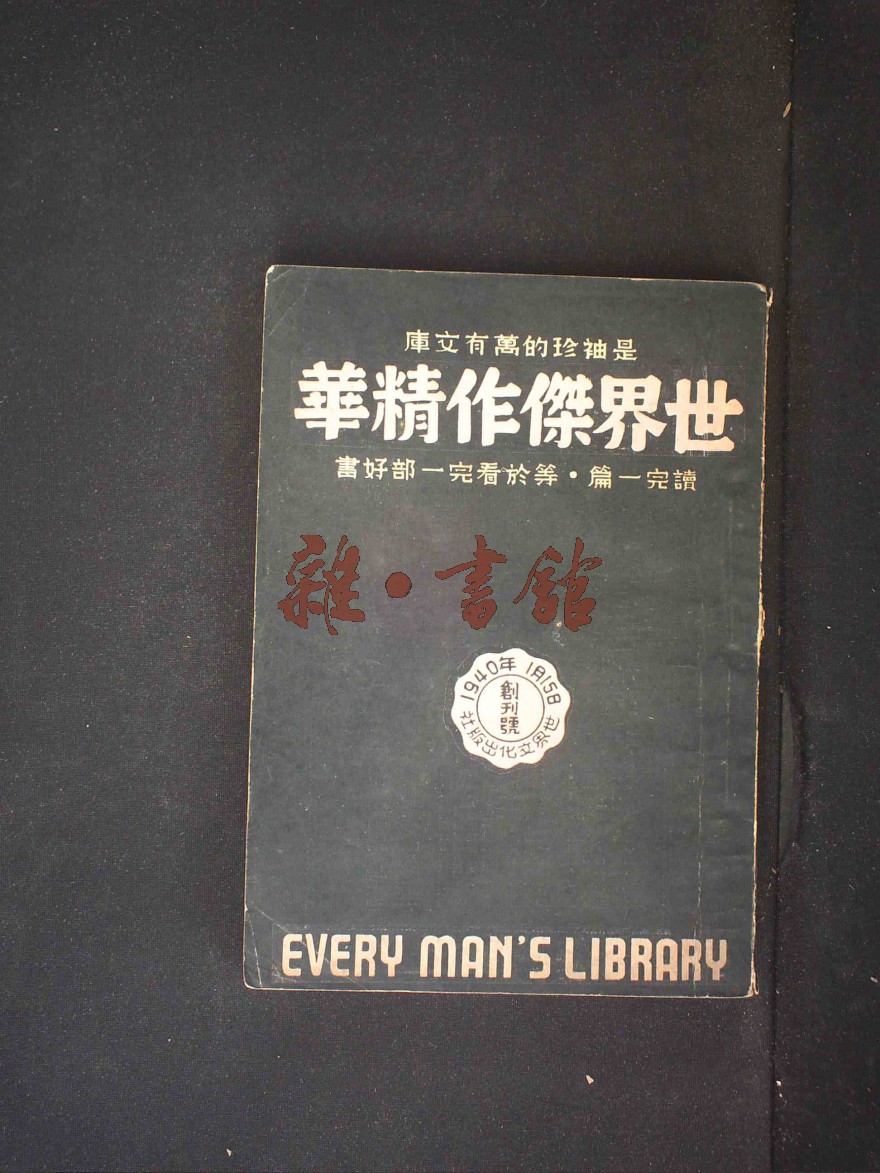 是袖珍的萬有文庫
世界傑作精華
讀完一篇·等於看完一部好書
雜·書館
1940年1月15日
創刊號
世界文化出版社
EVERY MAN'S LIBRARY